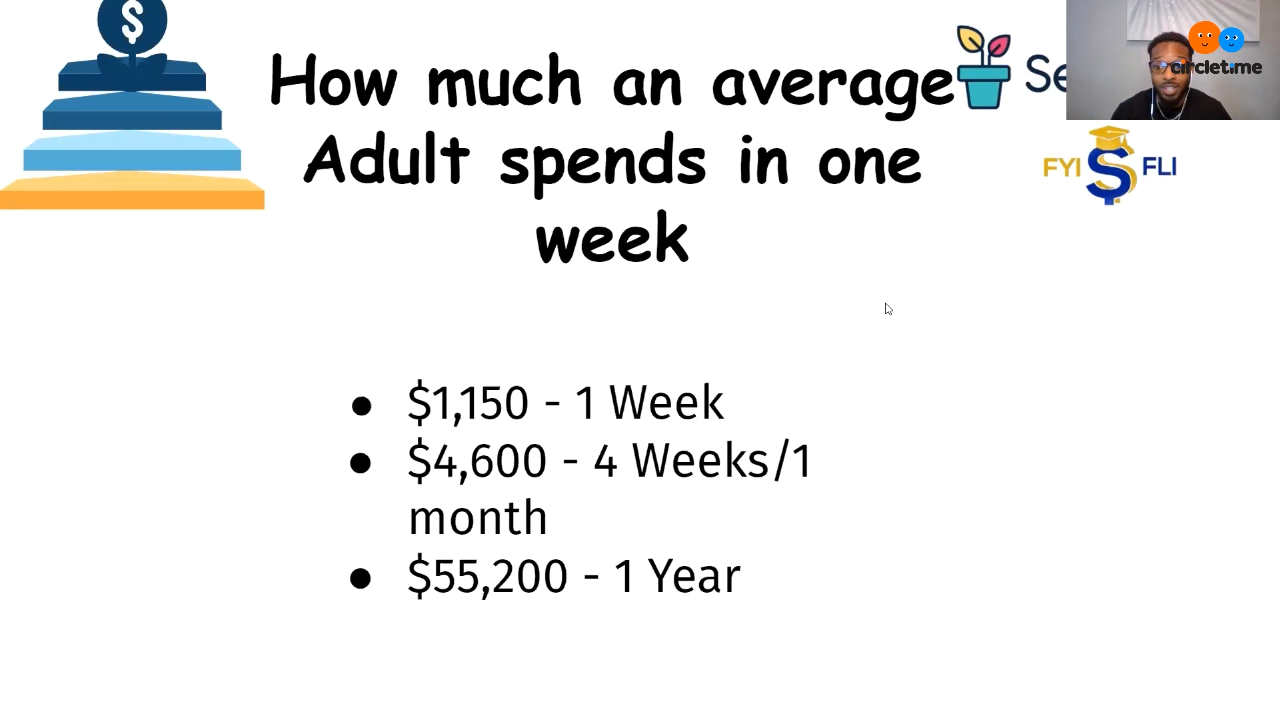 $
How much an average
Adult spends in one
week
circletime
FYI $ FLI
$1,150 - 1 Week
$4,600 - 4 Weeks/1
month
$55,200 - 1 Year